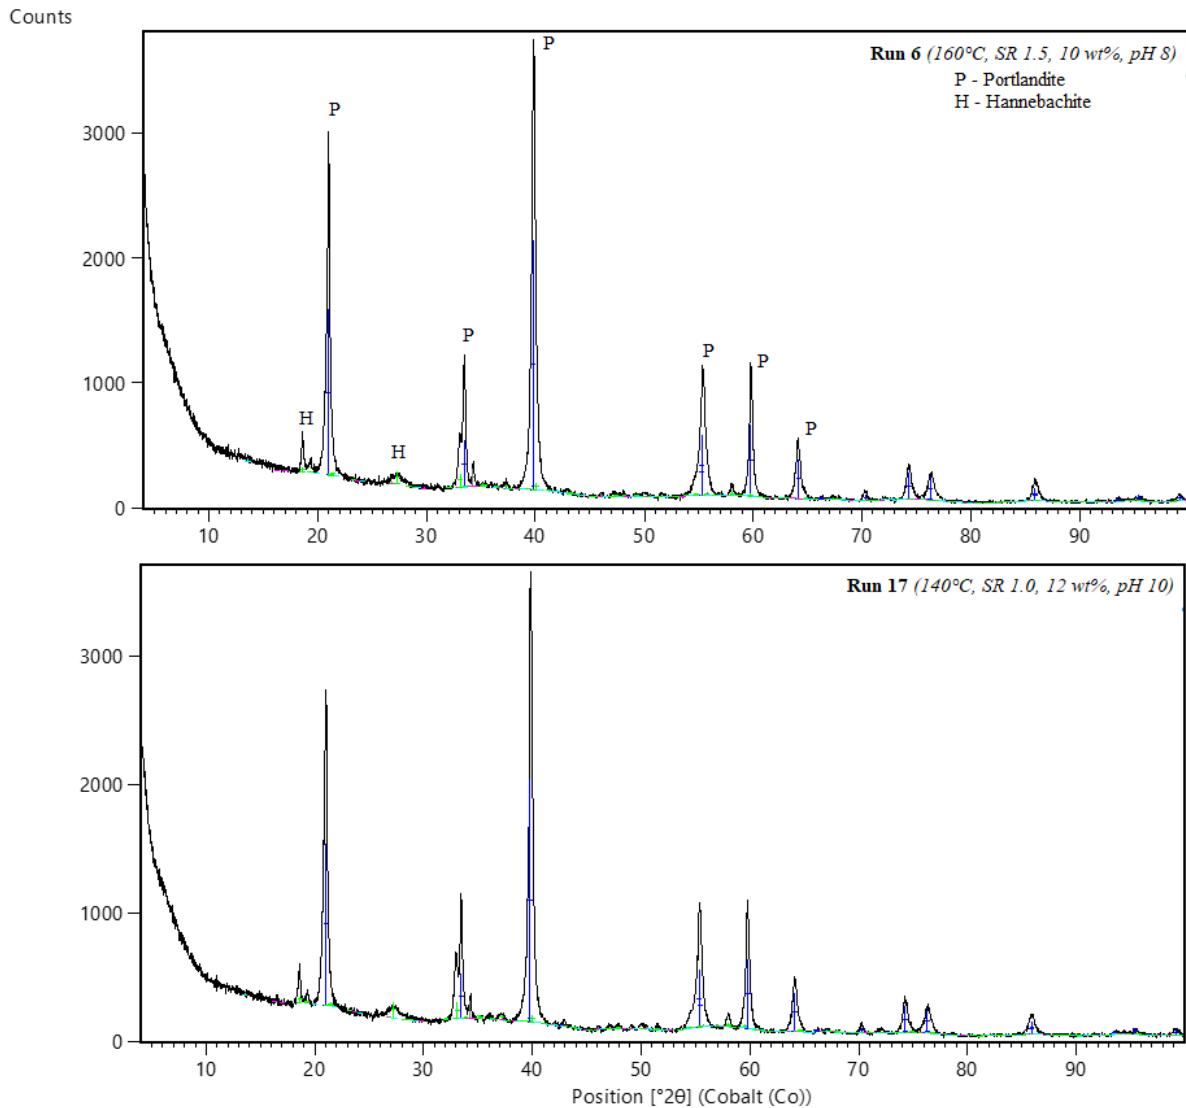 Counts
Run 6 (160°C, SR 1.5, 10 wt%, pH 8)
P - Portlandite
H - Hannebachite
P
P
P
P
P
P
H
H
3000
2000
1000
0
10 20 30 40 50 60 70 80 90
Run 17 (140°C, SR 1.0, 12 wt%, pH 10)
3000
2000
1000
0
10 20 30 40 50 60 70 80 90
Position [°2θ] (Cobalt (Co))